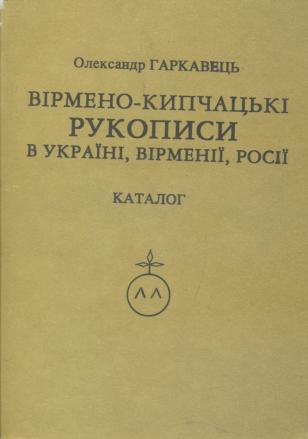 Олександр ГАРКАВЕЦЬ
ВІРМЕНО-КИПЧАЦЬКІ
РУКОПИСИ
В УКРАЇНІ, ВІРМЕНІЇ, РОСІЇ
КАТАЛОГ